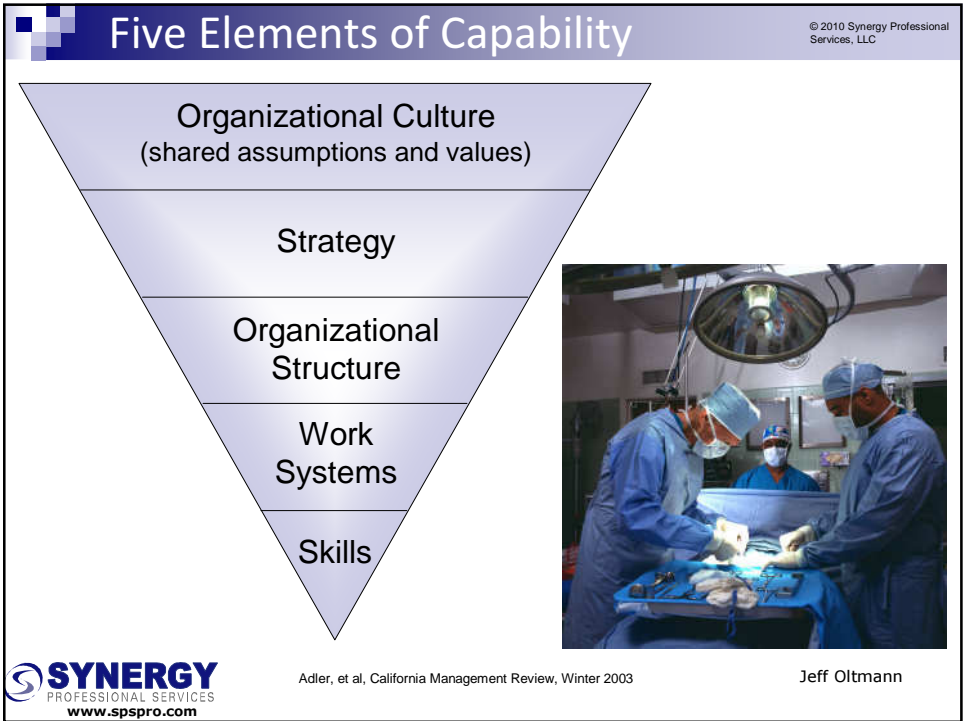 Five Elements of Capability
© 2010 Synergy Professional
Services, LLC
Organizational Culture
(shared assumptions and values)
Strategy
Organizational
Structure
Work
Systems
Skills
SYNERGY
PROFESSIONAL SERVICES
www.spspro.com
Adler, et al, California Management Review, Winter 2003
Jeff Oltmann